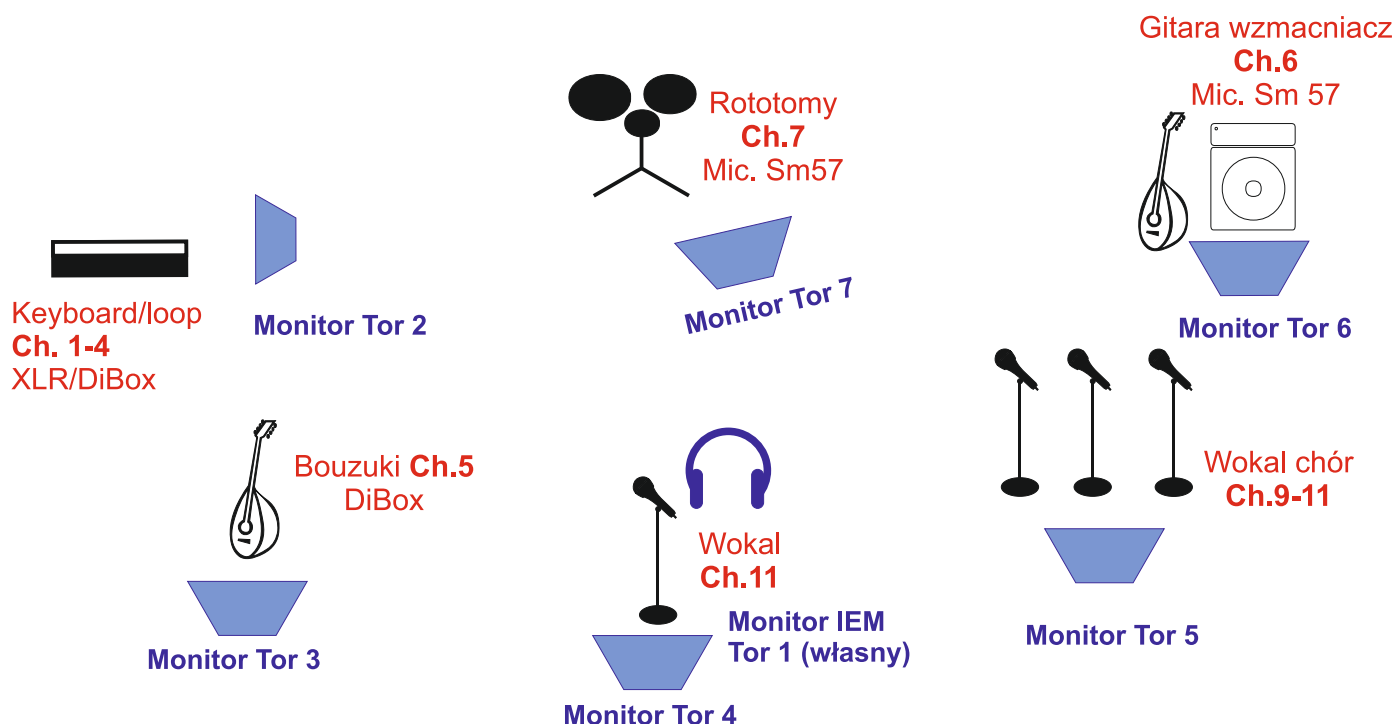 Gitara wzmacniacz
Ch.6
Mic. Sm 57
Rototomy
Ch.7
Mic. Sm57
Keyboard/loop
Ch. 1-4
XLR/DiBox
Monitor Tor 2
Monitor Tor 7
Monitor Tor 6
Bouzuki Ch.5
DiBox
Wokal chór
Ch.9-11
Wokal
Ch.11
Monitor IEM
Tor 1 (własny)
Monitor Tor 5
Monitor Tor 3
Monitor Tor 4